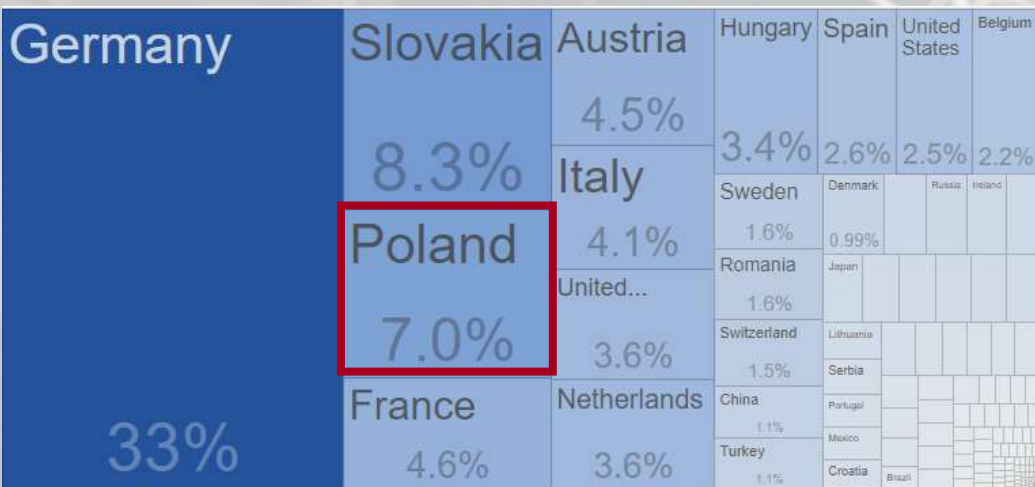 Germany
33%
Slovakia
8.3%
Poland
7.0%
France
4.6%
Austria
4.5%
Italy
4.1%
United...
3.6%
Netherlands
3.6%
Hungary
3.4%
Spain
2.6%
United
States
2.5%
Belgium
2.2%
Sweden
1.6%
Romania
1.6%
Switzerland
1.5%
China
1.1%
Turkey
1.1%
Denmark
0.99%
Russia
Ireland
Japan
Lithuania
Serbia
Portugal
Mexico
Croatia
Brazil